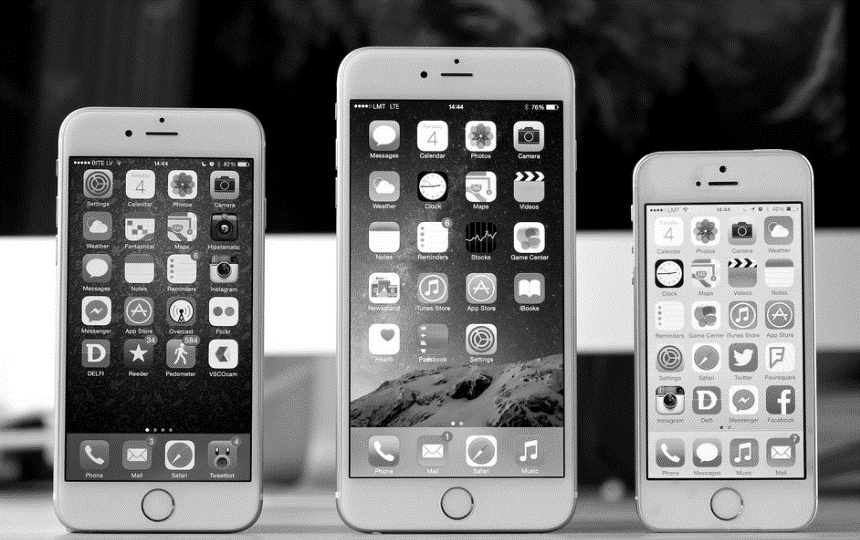 BITE LV 14:44 82%
Settings Calendar Photos Camera
Weather Fantastical Maps Hipstamatic
6
Messages Notes Reminders Instagram
Messenger App Store Overcast Flickr
34 584
D
DELFI Reeder Pedometer VSCOcam
3 4
Phone Mail Safari Tweetbot
LMT LTE 14:44 76%
Tuesday
4
Messages Calendar Photos Camera
Weather Clock Maps Videos
6
Notes Reminders Stocks Game Center
Newsstand iTunes Store App Store iBooks
Health Passbook Settings
1
Phone Mail Safari Music
LMT 14:44 40%
4
Calendar Photos Camera Weather
Clock Maps Videos Notes
Reminders Game Center iTunes Store App Store
Settings Safari Twitter Foursquare
D f
Instagram Delfi Messenger Facebook
7
Phone Messages Music Mail